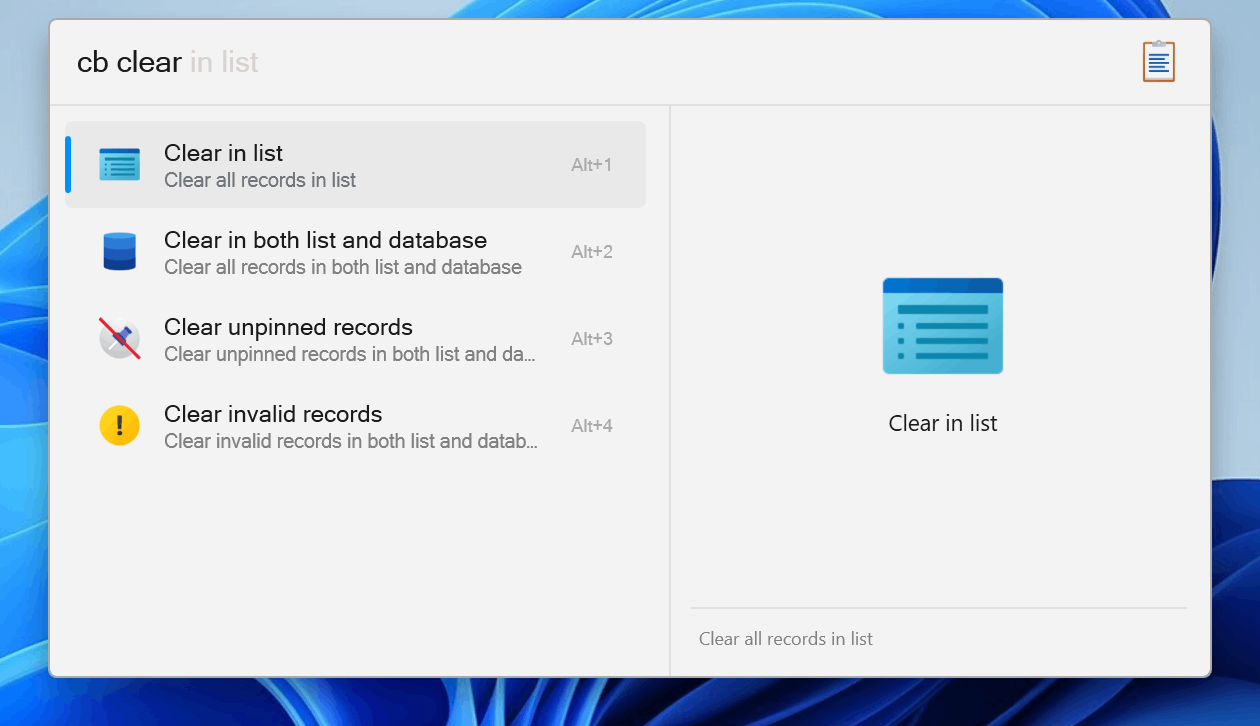 cb clear in list
Clear in list
Clear all records in list
Alt+1
Clear in both list and database
Clear all records in both list and database
Alt+2
Clear unpinned records
Clear unpinned records in both list and da...
Alt+3
Clear invalid records
Clear invalid records in both list and datab...
Alt+4
Clear in list
Clear all records in list